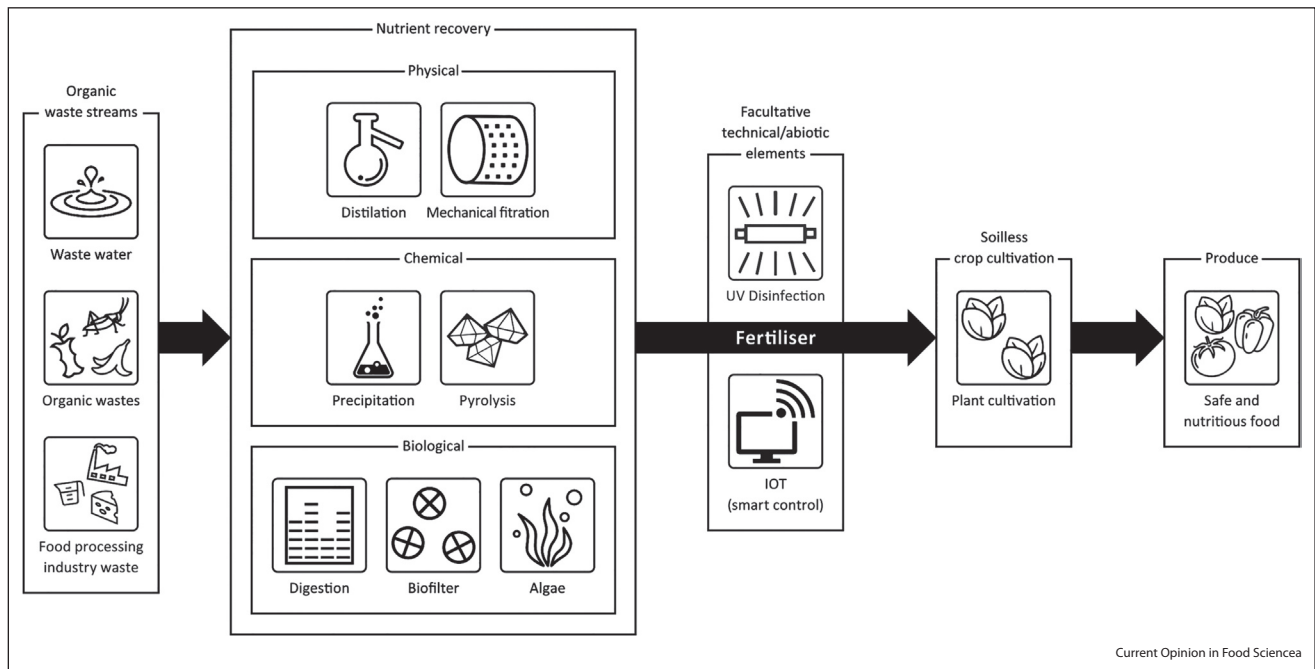 Organic
waste streams
Waste water
Organic wastes
Food processing
industry waste
Nutrient recovery
Physical
Distilation
Mechanical fitration
Chemical
Precipitation
Pyrolysis
Biological
Digestion
Biofilter
Algae
Facultative
technical/abiotic
elements
UV Disinfection
Fertiliser
IOT
(smart control)
Soilless
crop cultivation
Plant cultivation
Produce
Safe and
nutritious food
Current Opinion in Food Sciencea